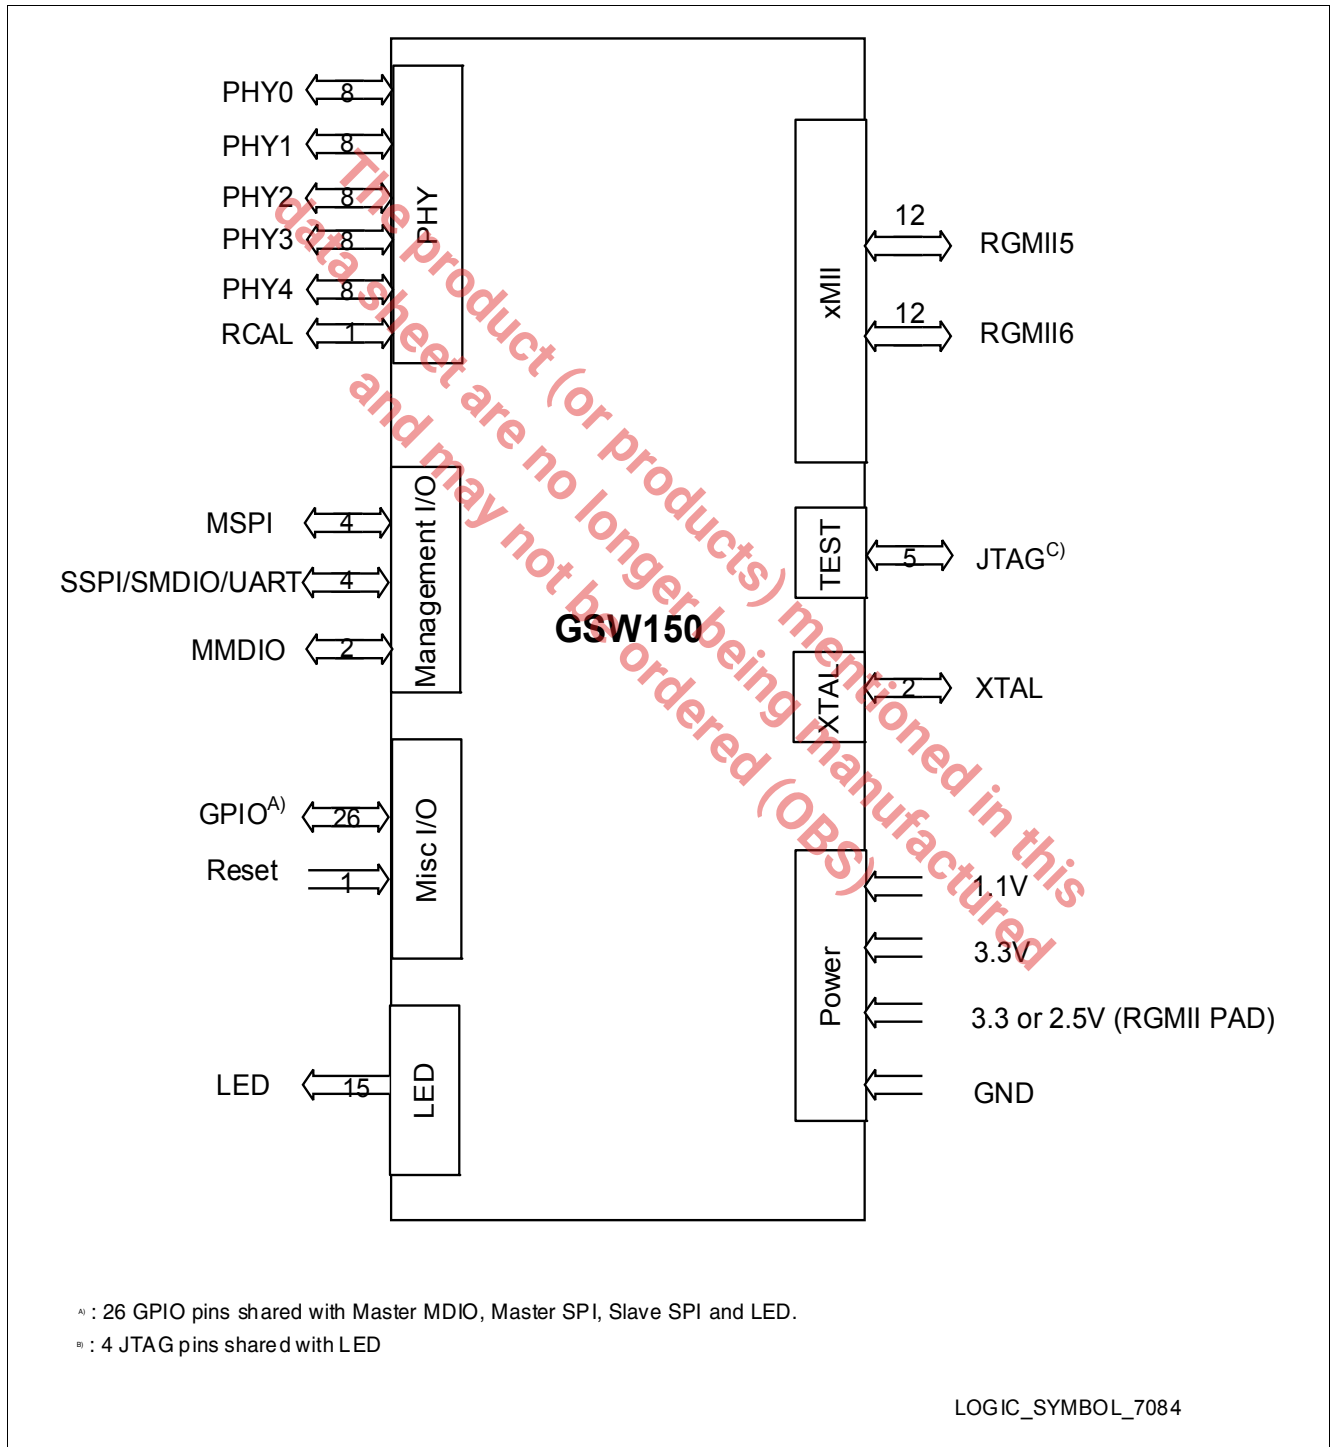 PHY0 8
PHY1 8
PHY2 8
PHY3 8
PHY4 8
RCAL 1
PHY
MSPI 4
SSPI/SMDIO/UART 4
MMDIO 2
Management I/O
GPIO A) 26
Reset 1
Misc I/O
LED 15
LED
GSW150
xMII
12 RGMII5
12 RGMII6
TEST
5 JTAG C)
XTAL
2 XTAL
Power
1.1V
3.3V
3.3 or 2.5V (RGMII PAD)
GND
The product (or products) mentioned in this
data sheet are no longer being manufactured
and may not be ordered (OBS)
A) : 26 GPIO pins shared with Master MDIO, Master SPI, Slave SPI and LED.
B) : 4 JTAG pins shared with LED
LOGIC_SYMBOL_7084